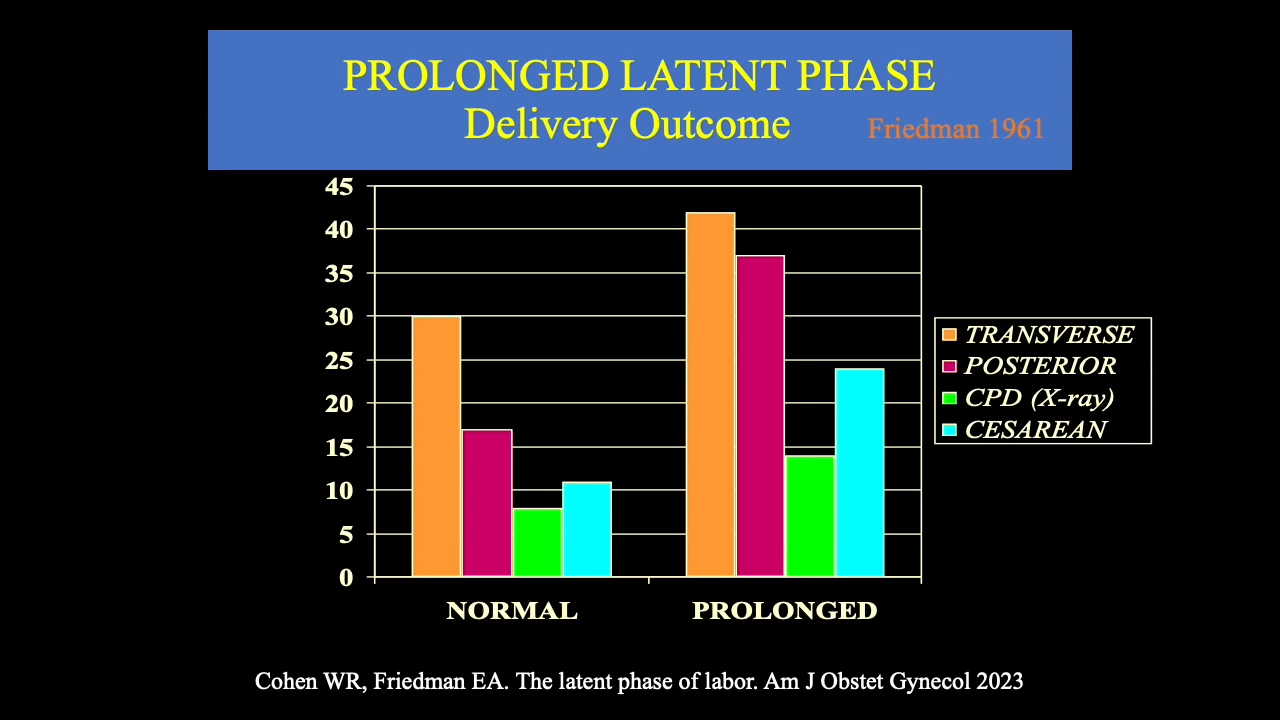 PROLONGED LATENT PHASE
Delivery Outcome
Friedman 1961
45
40
35
30
25
20
15
10
5
0
NORMAL
PROLONGED
TRANSVERSE
POSTERIOR
CPD (X-ray)
CESAREAN
Cohen WR, Friedman EA. The latent phase of labor. Am J Obstet Gynecol 2023